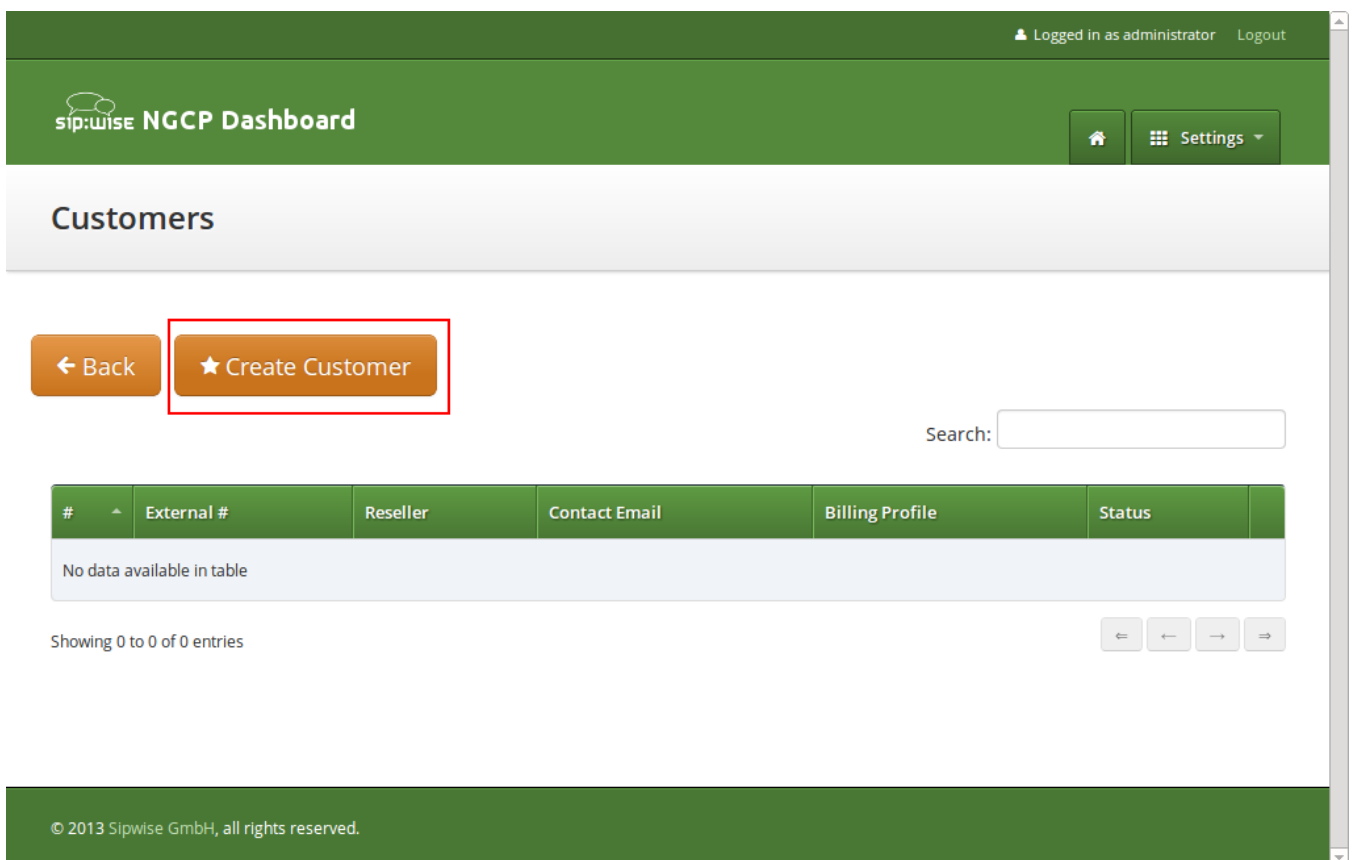 Logged in as administrator Logout
sip:wise NGCP Dashboard
Settings
Customers
Back
Create Customer
Search:
# External # Reseller Contact Email Billing Profile Status
No data available in table
Showing 0 to 0 of 0 entries
⇐ ← → ⇒
© 2013 Sipwise GmbH, all rights reserved.